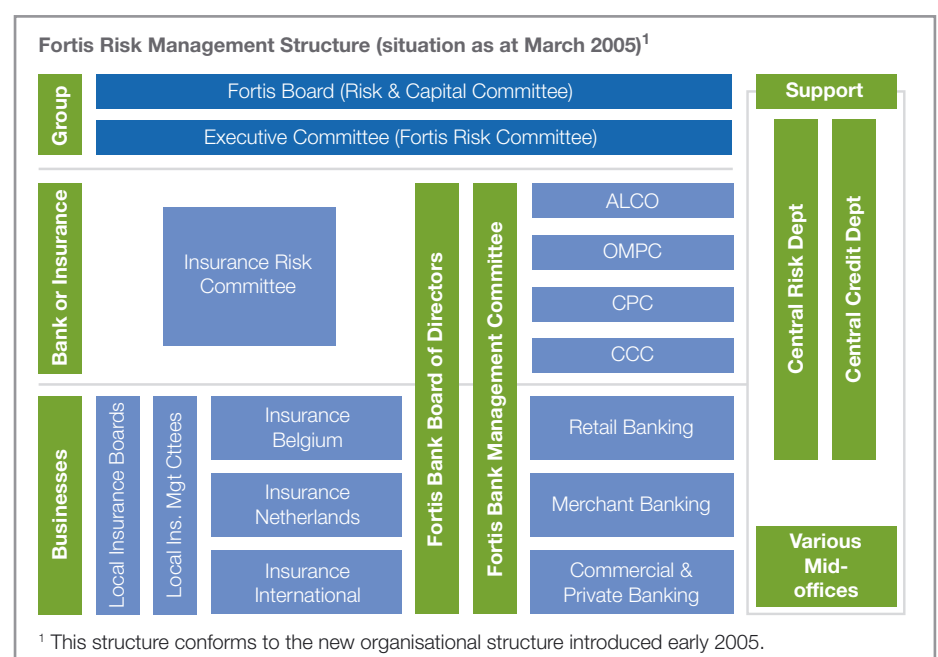 Fortis Risk Management Structure (situation as at March 2005)¹
Group
Fortis Board (Risk & Capital Committee)
Executive Committee (Fortis Risk Committee)
Support
Central Risk Dept
Central Credit Dept
Various
Mid-
offices
Bank or Insurance
Insurance Risk
Committee
Fortis Bank Board of Directors
Fortis Bank Management Committee
ALCO
OMPC
CPC
CCC
Businesses
Local Insurance Boards
Local Ins. Mgt Cttees
Insurance
Belgium
Insurance
Netherlands
Insurance
International
Retail Banking
Merchant Banking
Commercial &
Private Banking
¹ This structure conforms to the new organisational structure introduced early 2005.